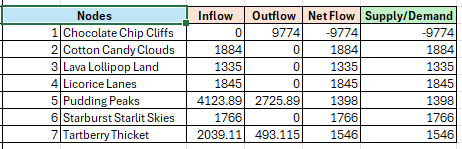 Nodes Inflow Outflow Net Flow Supply/Demand
1 Chocolate Chip Cliffs 0 9774 -9774 -9774
2 Cotton Candy Clouds 1884 0 1884 1884
3 Lava Lollipop Land 1335 0 1335 1335
4 Licorice Lanes 1845 0 1845 1845
5 Pudding Peaks 4123.89 2725.89 1398 1398
6 Starburst Starlit Skies 1766 0 1766 1766
7 Tartberry Thicket 2039.11 493.115 1546 1546